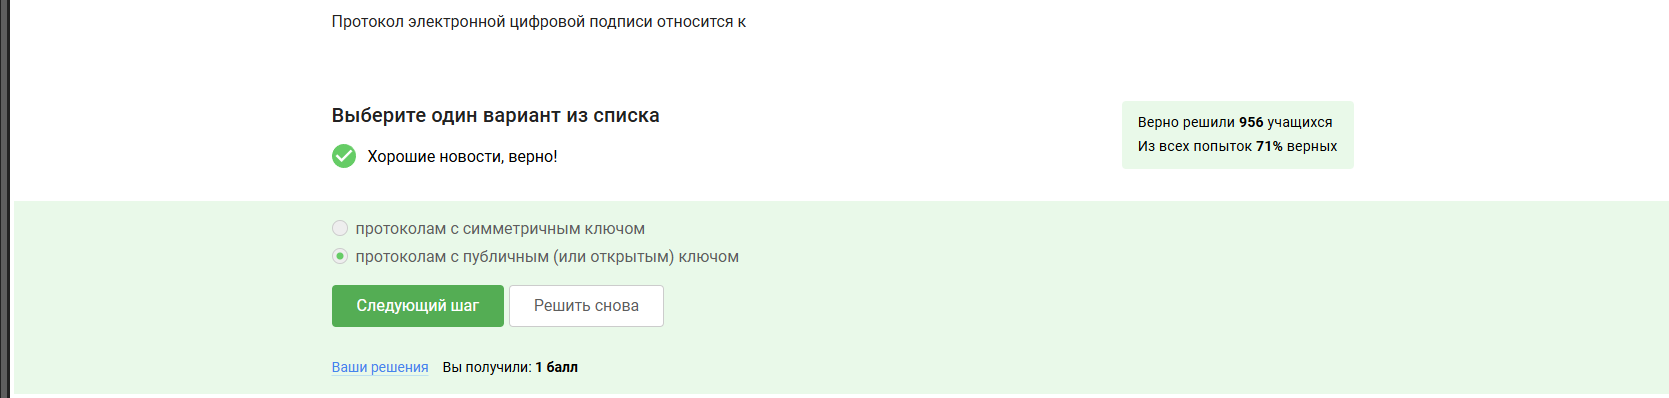 Протокол электронной цифровой подписи относится к
Выберите один вариант из списка
Хорошие новости, верно!
Верно решили 956 учащихся
Из всех попыток 71% верных
протоколам с симметричным ключом
протоколам с публичным (или открытым) ключом
Следующий шаг
Решить снова
Ваши решения Вы получили: 1 балл